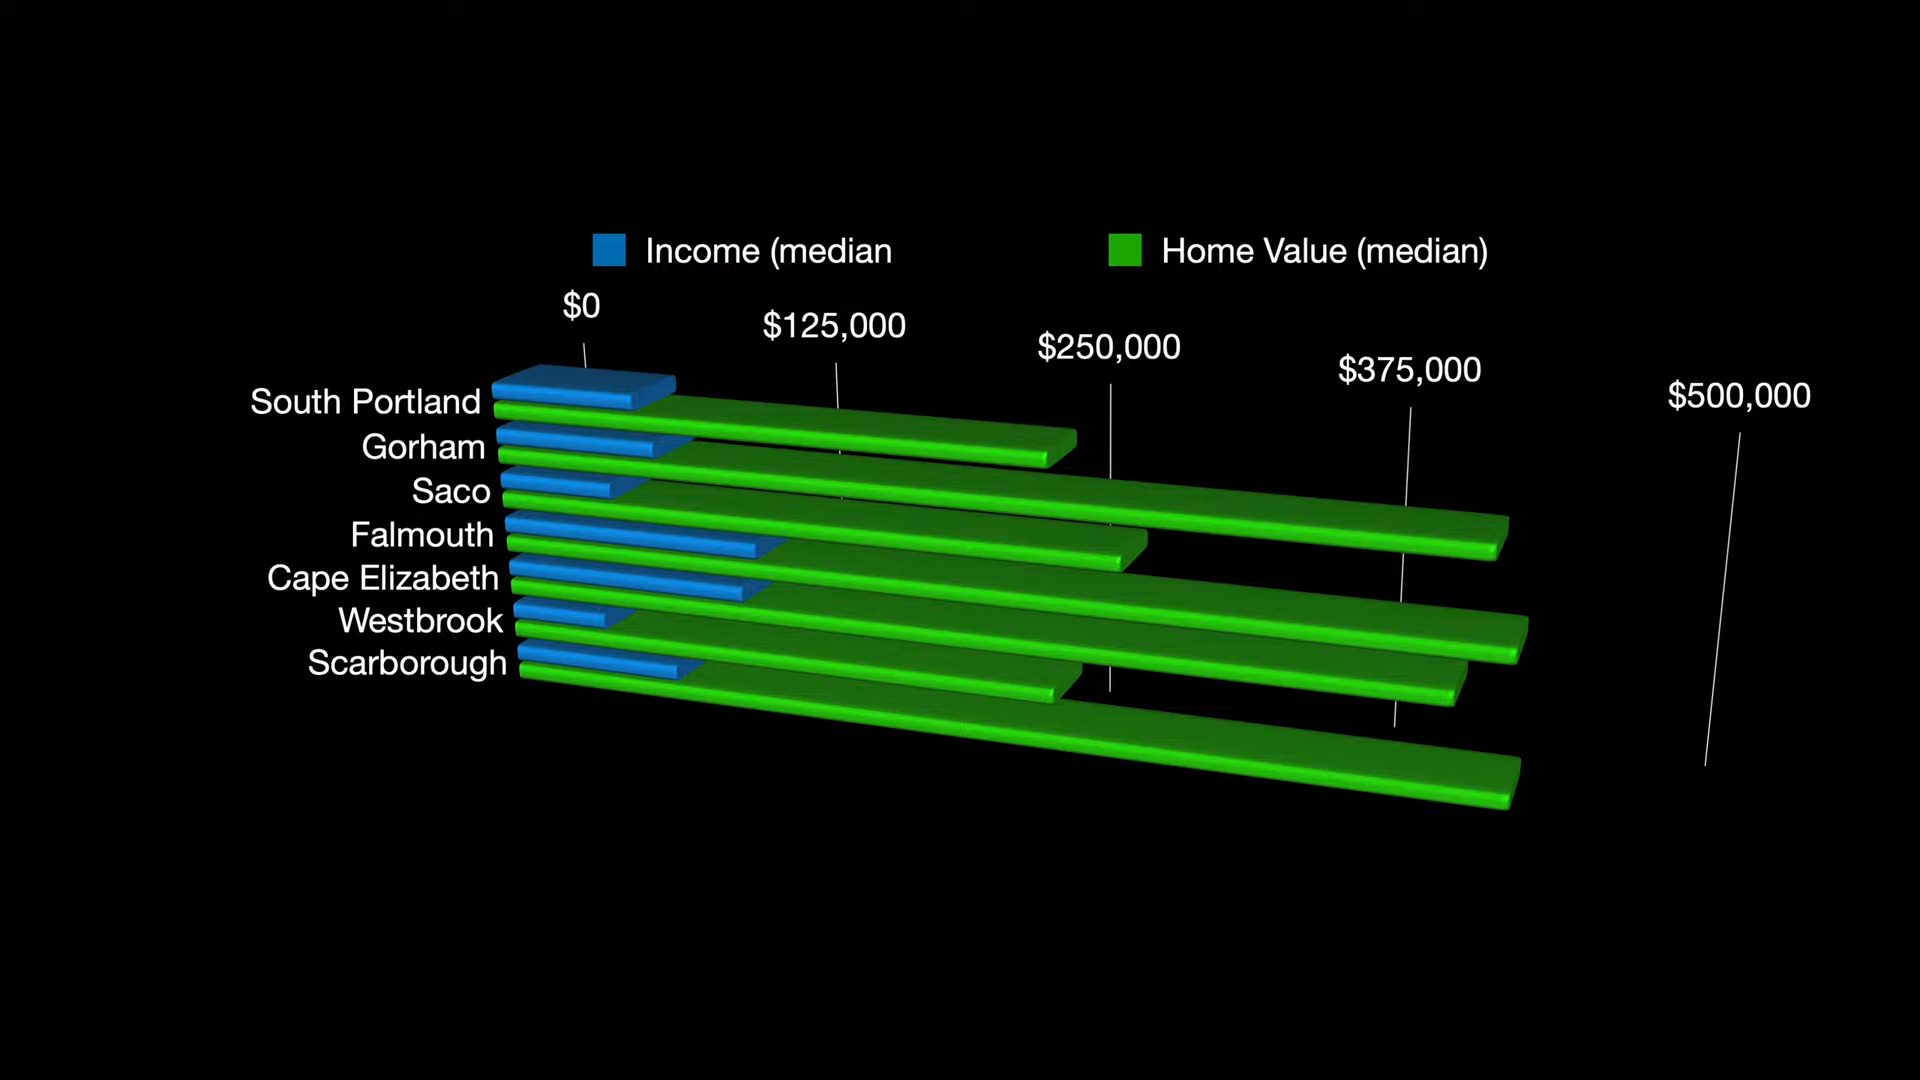 Income (median
Home Value (median)
$0
$125,000
$250,000
$375,000
$500,000
South Portland
Gorham
Saco
Falmouth
Cape Elizabeth
Westbrook
Scarborough